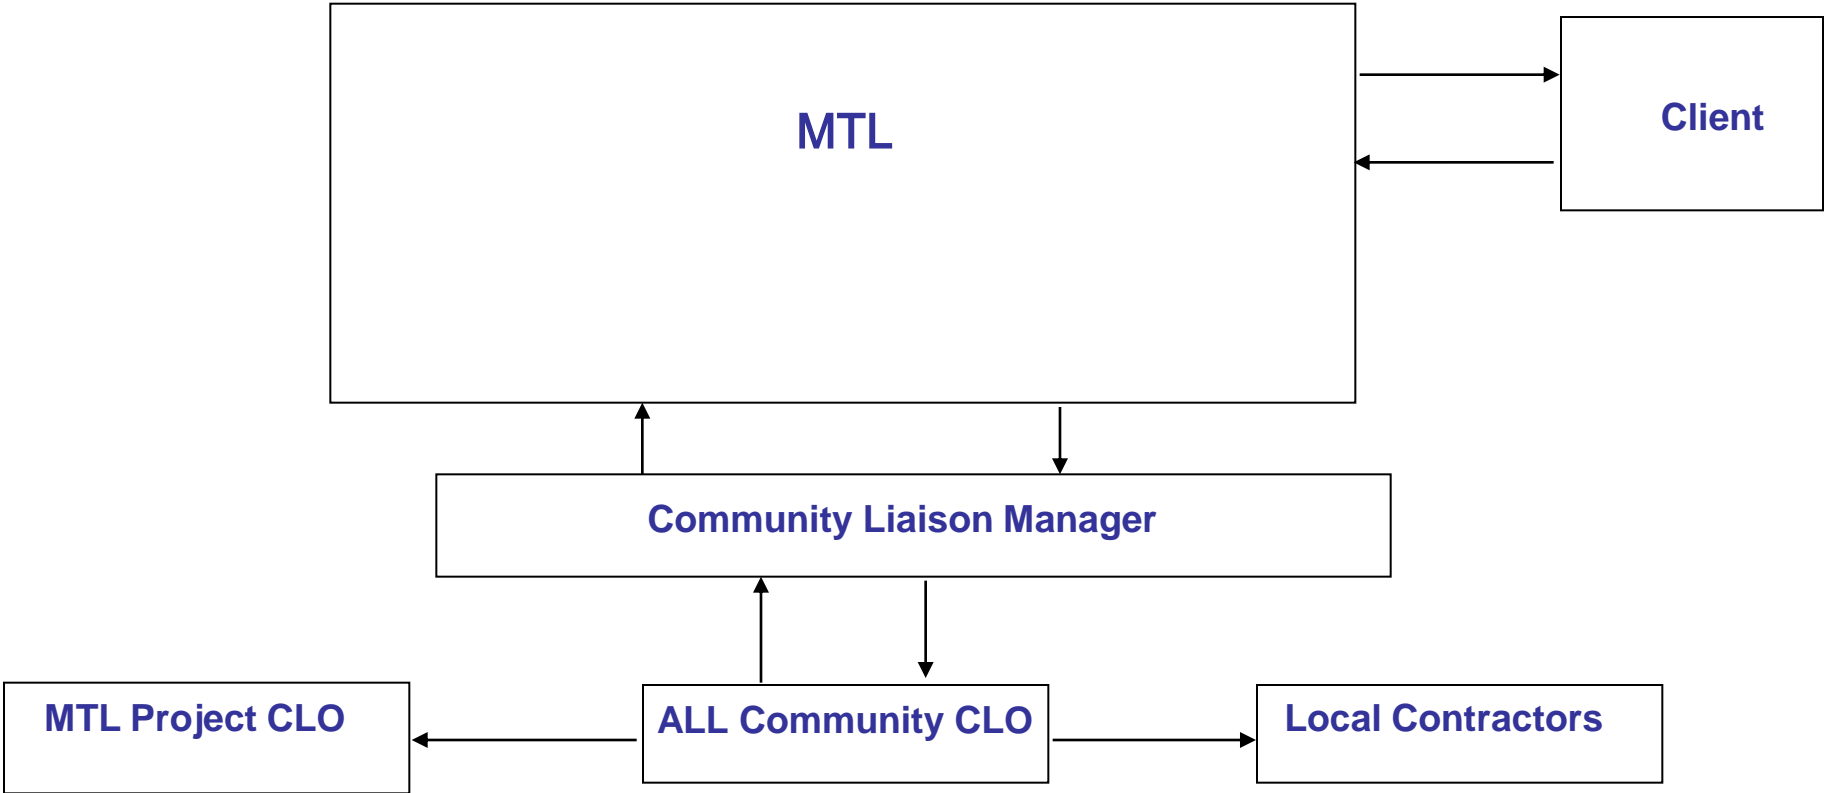 MTL
Client
Community Liaison Manager
MTL Project CLO
ALL Community CLO
Local Contractors